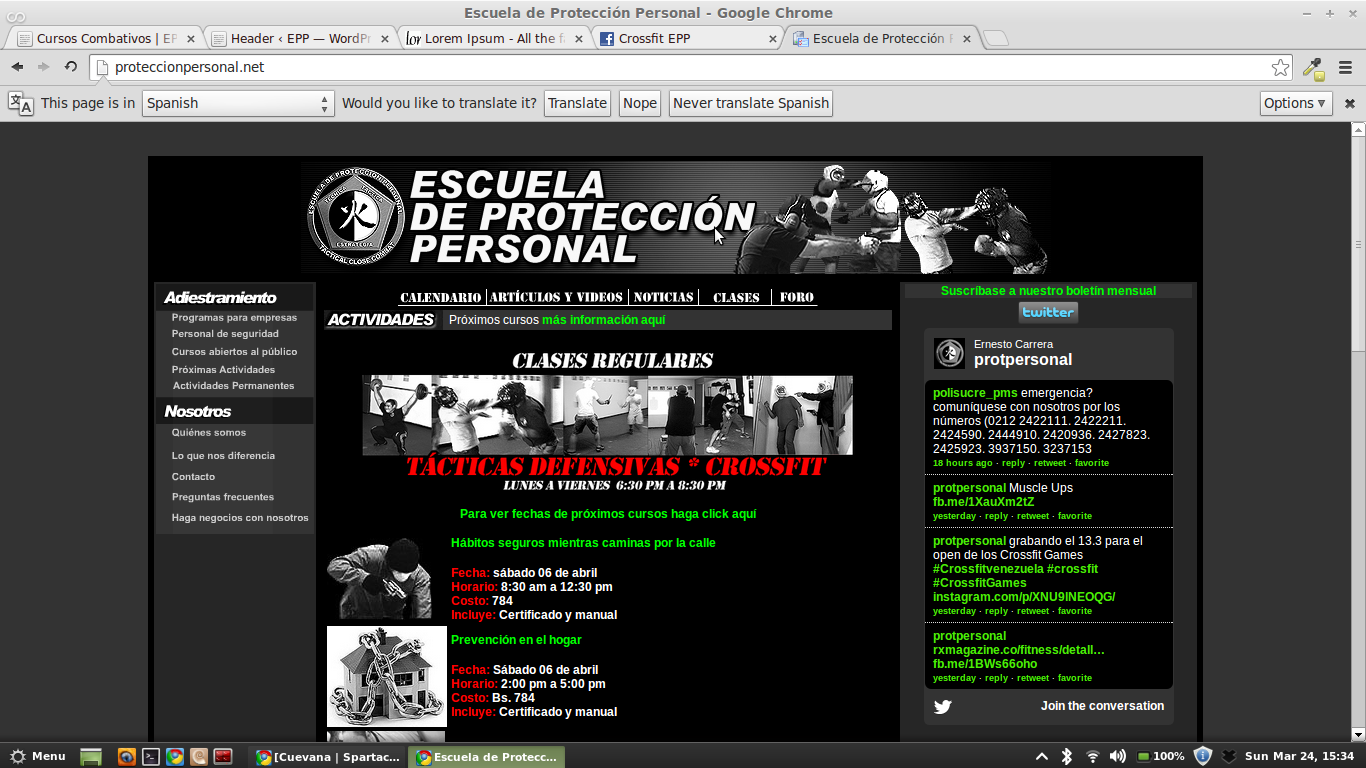 Escuela de Protección Personal - Google Chrome
Cursos Combativos | EP
Header ‹ EPP — WordPr
Lorem Ipsum - All the fa
Crossfit EPP
Escuela de Protección P
proteccionpersonal.net
This page is in Spanish Would you like to translate it? Translate Nope Never translate Spanish Options
ESCUELA DE PROTECCION PERSONAL
ESTRATEGIA
TACTICAL CLOSE COMBAT
ESCUELA
DE PROTECCIÓN
PERSONAL
Adiestramiento
Programas para empresas
Personal de seguridad
Cursos abiertos al público
Próximas Actividades
Actividades Permanentes
Nosotros
Quiénes somos
Lo que nos diferencia
Contacto
Preguntas frecuentes
Haga negocios con nosotros
CALENDARIO ARTÍCULOS Y VIDEOS NOTICIAS CLASES FORO
ACTIVIDADES Próximos cursos más información aquí
CLASES REGULARES
TÁCTICAS DEFENSIVAS * CROSSFIT
LUNES A VIERNES 6:30 PM A 8:30 PM
Para ver fechas de próximos cursos haga click aquí
Hábitos seguros mientras caminas por la calle
Fecha: sábado 06 de abril
Horario: 8:30 am a 12:30 pm
Costo: 784
Incluye: Certificado y manual
Prevención en el hogar
Fecha: Sábado 06 de abril
Horario: 2:00 pm a 5:00 pm
Costo: Bs. 784
Incluye: Certificado y manual
Suscríbase a nuestro boletín mensual
twitter
Ernesto Carrera
protpersonal
polisucre_pms emergencia?
comuníquese con nosotros por los
números (0212 2422111. 2422211.
2424590. 2444910. 2420936. 2427823.
2425923. 3937150. 3237153
18 hours ago · reply · retweet · favorite
protpersonal Muscle Ups
fb.me/1XauXm2tZ
yesterday · reply · retweet · favorite
protpersonal grabando el 13.3 para el
open de los Crossfit Games
#Crossfitvenezuela #crossfit
#CrossfitGames
instagram.com/p/XNU9INEOQG/
yesterday · reply · retweet · favorite
protpersonal
rxmagazine.co/fitness/detall…
fb.me/1BWs66oho
yesterday · reply · retweet · favorite
Join the conversation
Menu
[Cuevana | Spartac...
Escuela de Protecc...
100%
Sun Mar 24, 15:34